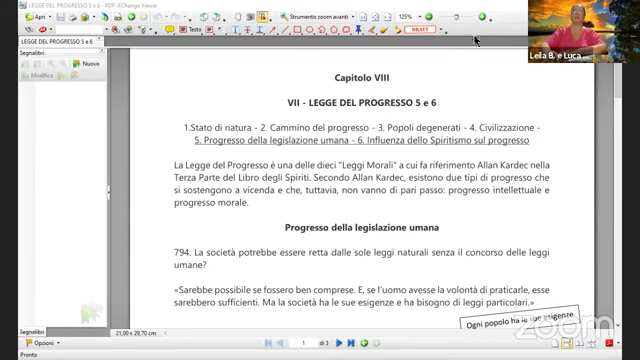 LEGGE DEL PROGRESSO 5 e 6 - PDF-XChange Viewer
Apri
Strumento zoom avanti
125%
Testo
DRAFT
LEGGE DEL PROGRESSO 5 e 6
Segnalibri
Nuovo
Modifica
Leila B. e Luca
Capitolo VIII
VII - LEGGE DEL PROGRESSO 5 e 6
1.Stato di natura - 2. Cammino del progresso - 3. Popoli degenerati - 4. Civilizzazione -
5. Progresso della legislazione umana - 6. Influenza dello Spiritismo sul progresso
La Legge del Progresso è una delle dieci "Leggi Morali" a cui fa riferimento Allan Kardec nella
Terza Parte del Libro degli Spiriti. Secondo Allan Kardec, esistono due tipi di progresso che
si sostengono a vicenda e che, tuttavia, non vanno di pari passo: progresso intellettuale e
progresso morale.
Progresso della legislazione umana
794. La società potrebbe essere retta dalle sole leggi naturali senza il concorso delle leggi
umane?
«Sarebbe possibile se fossero ben comprese. E, se l'uomo avesse la volontà di praticarle, esse
sarebbero sufficienti. Ma la società ha le sue esigenze e ha bisogno di leggi particolari.»
Ogni popolo ha le sue esigenze
zoom
Segnalibri
21,00 x 29,70 cm
Opzioni
1
di 3
Pronto